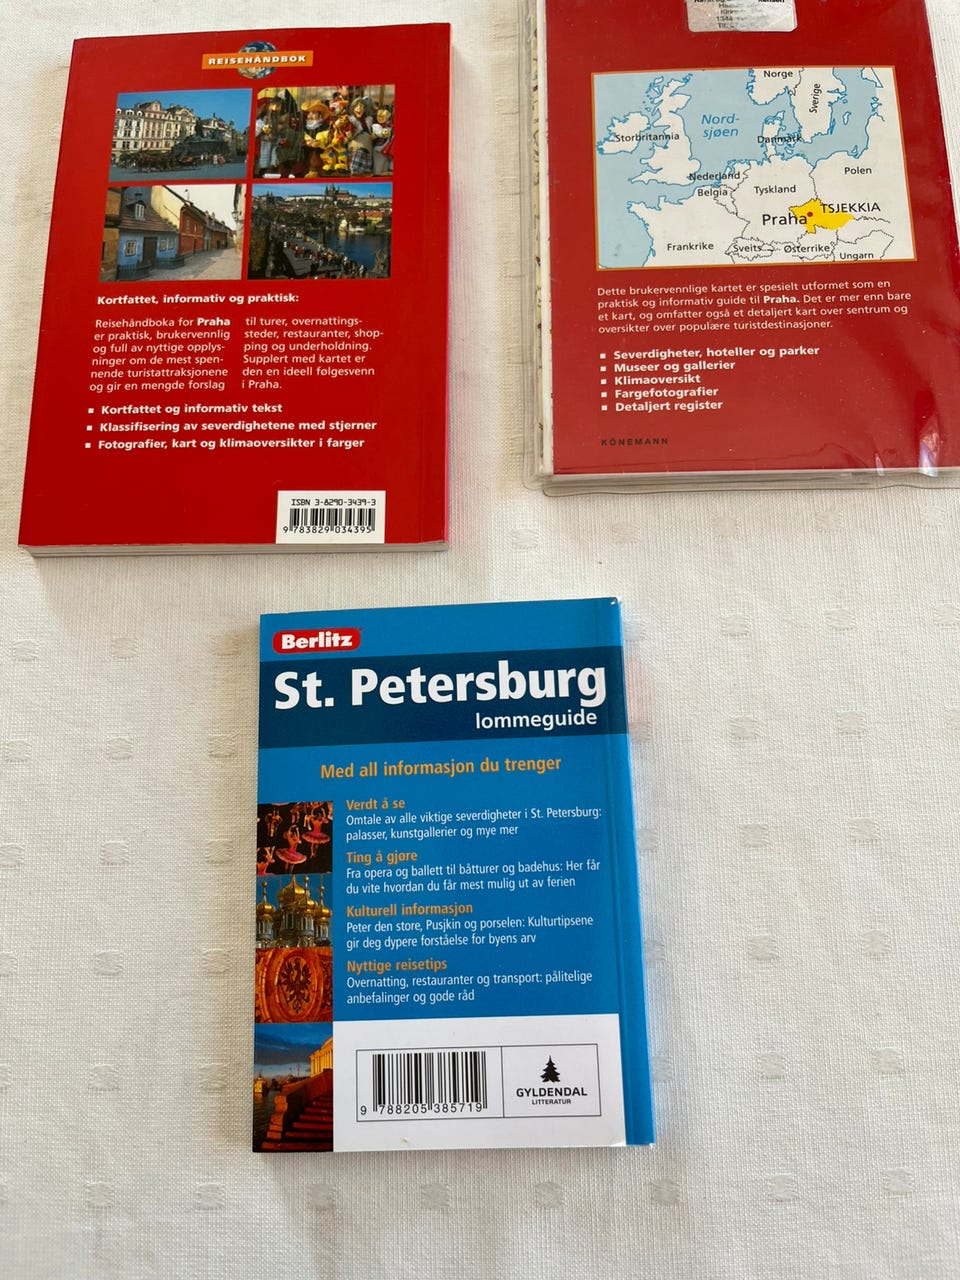 REISEHÅNDBOK
Kortfattet, informativ og praktisk:
Reisehåndboka for Praha
er praktisk, brukervennlig
og full av nyttige opplys-
ninger om de mest spen-
nende turistattraksjonene
og gir en mengde forslag
til turer, overnattings-
steder, restauranter, shop-
ping og underholdning.
Supplert med kartet er
den en ideell følgesvenn
i Praha.
Kortfattet og informativ tekst
Klassifisering av severdighetene med stjerner
Fotografier, kart og klimaoversikter i farger
ISBN 3-8290-3439-3
9 783829 034395
1344
Norge
Sverige
Nord-
sjøen
Storbritannia
Danmark
Nederland
Belgia
Tyskland
Polen
TSJEKKIA
Praha
Frankrike
Sveits
Østerrike
Ungarn
Dette brukervennlige kartet er spesielt utformet som en
praktisk og informativ guide til Praha. Det er mer enn bare
et kart, og omfatter også et detaljert kart over sentrum og
oversikter over populære turistdestinasjoner.
Severdigheter, hoteller og parker
Museer og gallerier
Klimaoversikt
Fargefotografier
Detaljert register
KÖNEMANN
Berlitz
St. Petersburg
lommeguide
Med all informasjon du trenger
Verdt å se
Omtale av alle viktige severdigheter i St. Petersburg:
palasser, kunstgallerier og mye mer
Ting å gjøre
Fra opera og ballett til båtturer og badehus: Her får
du vite hvordan du får mest mulig ut av ferien
Kulturell informasjon
Peter den store, Pusjkin og porselen: Kulturtipsene
gir deg dypere forståelse for byens arv
Nyttige reisetips
Overnatting, restauranter og transport: pålitelige
anbefalinger og gode råd
9 788205 385719
GYLDENDAL
LITTERATUR